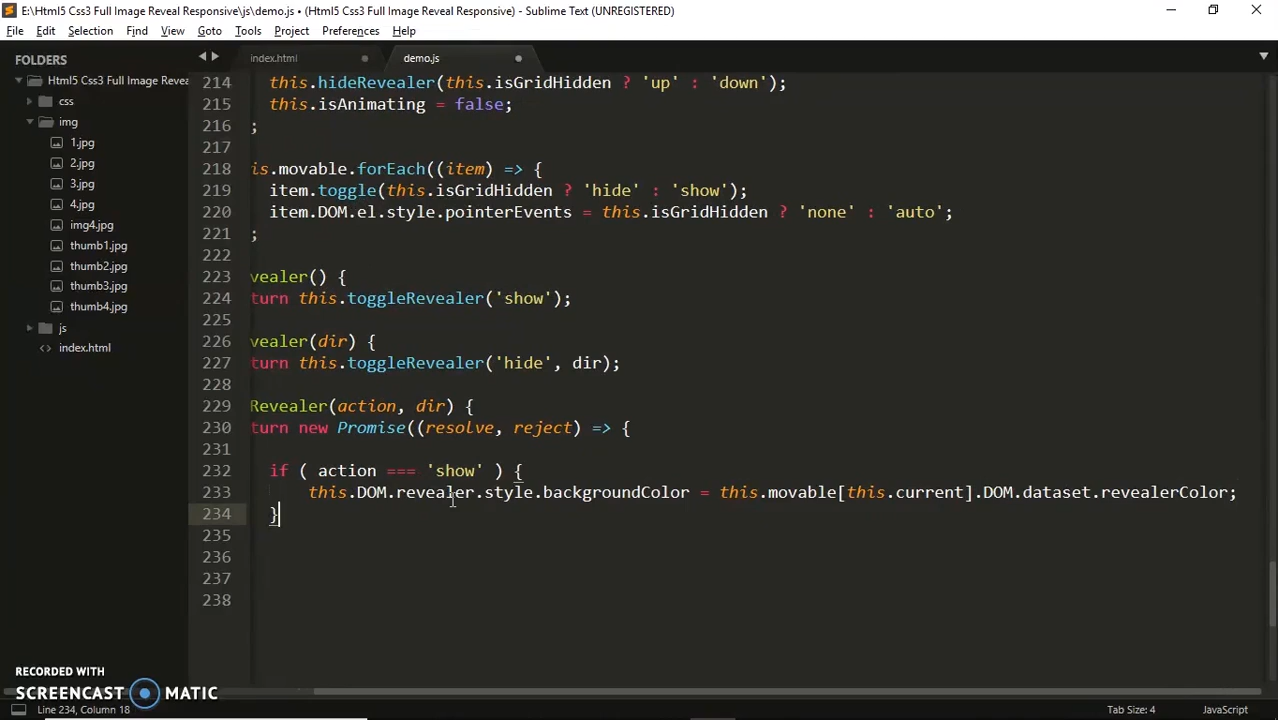 E:\Html5 Css3 Full Image Reveal Responsive\js\demo.js • (Html5 Css3 Full Image Reveal Responsive) - Sublime Text (UNREGISTERED)
File Edit Selection Find View Goto Tools Project Preferences Help
FOLDERS
Html5 Css3 Full Image Revea
css
img
1.jpg
2.jpg
3.jpg
4.jpg
img4.jpg
thumb1.jpg
thumb2.jpg
thumb3.jpg
thumb4.jpg
js
index.html
index.html demo.js
214 this.hideRevealer(this.isGridHidden ? 'up' : 'down');
215 this.isAnimating = false;
216 ;
217
218 is.movable.forEach((item) => {
219 item.toggle(this.isGridHidden ? 'hide' : 'show');
220 item.DOM.el.style.pointerEvents = this.isGridHidden ? 'none' : 'auto';
221 ;
222
223 vealer() {
224 turn this.toggleRevealer('show');
225
226 vealer(dir) {
227 turn this.toggleRevealer('hide', dir);
228
229 Revealer(action, dir) {
230 turn new Promise((resolve, reject) => {
231
232 if ( action === 'show' ) {
233 this.DOM.revealer.style.backgroundColor = this.movable[this.current].DOM.dataset.revealerColor;
234 }
235
236
237
238
RECORDED WITH
SCREENCAST MATIC
Line 234, Column 18
Tab Size: 4
JavaScript